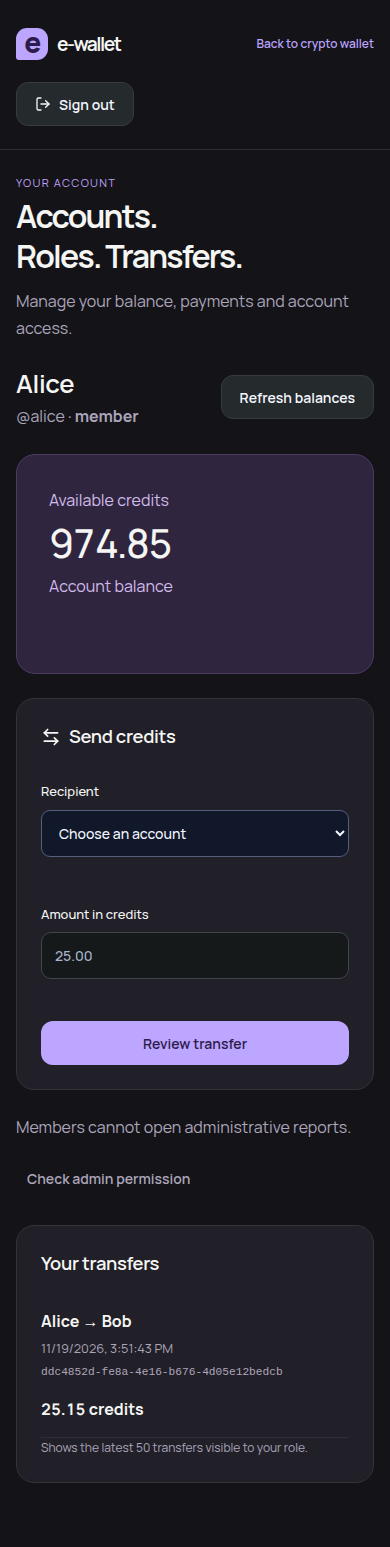 e e-wallet
Back to crypto wallet
Sign out
YOUR ACCOUNT
Accounts.
Roles. Transfers.
Manage your balance, payments and account
access.
Alice
@alice · member
Refresh balances
Available credits
974.85
Account balance
Send credits
Recipient
Choose an account
Amount in credits
25.00
Review transfer
Members cannot open administrative reports.
Check admin permission
Your transfers
Alice → Bob
11/19/2026, 3:51:43 PM
ddc4852d-fe8a-4e16-b676-4d05e12bedcb
25.15 credits
Shows the latest 50 transfers visible to your role.